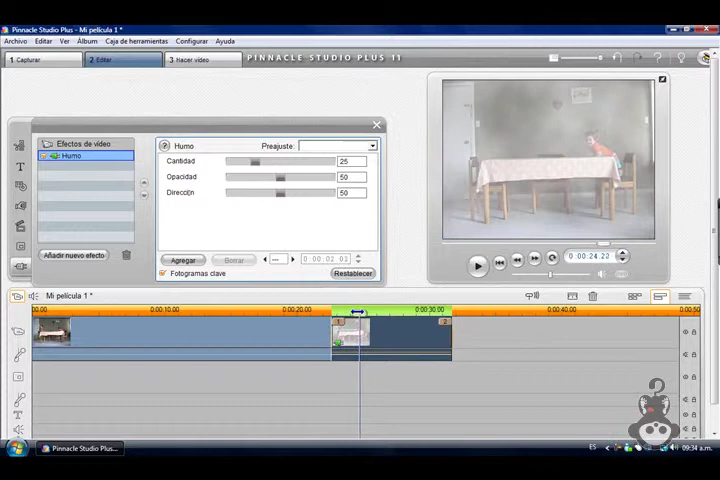 Pinnacle Studio Plus - Mi película 1 *
Archivo Editar Ver Álbum Caja de herramientas Configurar Ayuda
1 Capturar 2 Editar 3 Hacer vídeo PINNACLE STUDIO PLUS 11
Efectos de vídeo
Humo
Añadir nuevo efecto
Humo Preajuste:
Cantidad 25
Opacidad 50
Dirección 50
Agregar Borrar --- 0:00:02.01
Fotogramas clave Restablecer
0:00:24.22
Mi película 1 *
00.00 0:00:10.00 0:00:20.00 0:00:30.00 0:00:40.00 0:00:50
1 2
T
Pinnacle Studio Plus... ES 09:34 a.m.